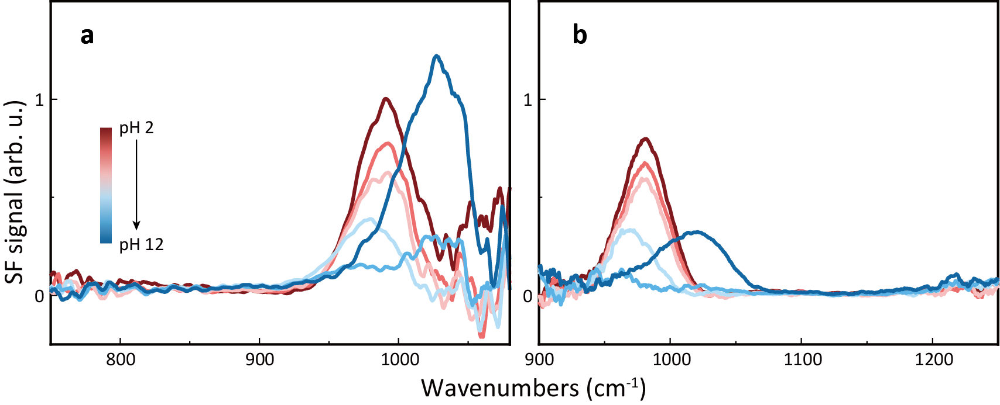 a
b
SF signal (arb. u.)
1
0
pH 2
pH 12
800
900
1000
1
0
900
1000
1100
1200
Wavenumbers (cm⁻¹)